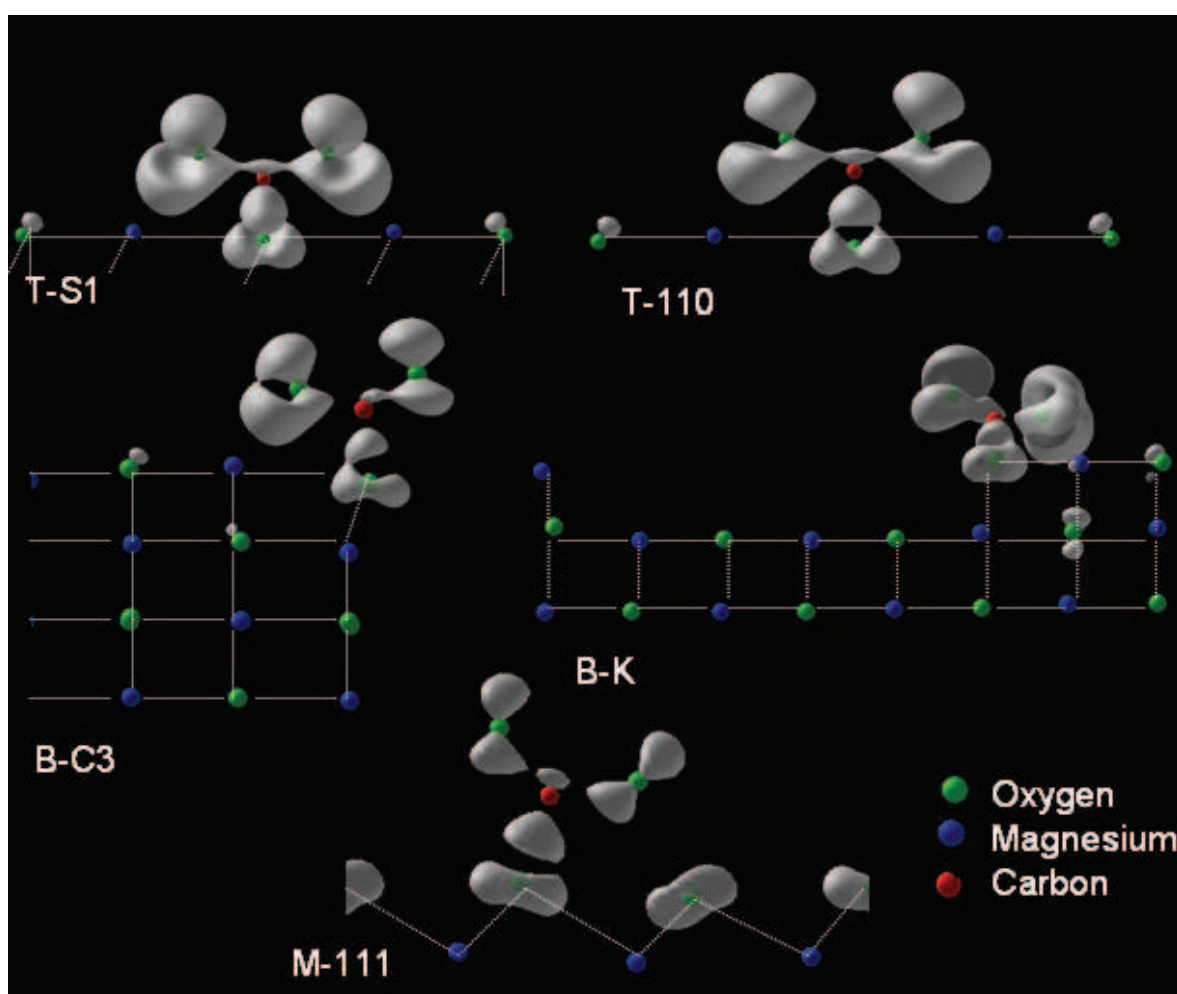 T-S1
T-110
B-K
B-C3
Oxygen
Magnesium
Carbon
M-111